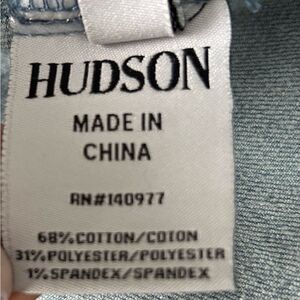 HUDSON
MADE IN
CHINA
RN#140977
68%COTTON/COTON
31%POLYESTER/POLYESTER
1%SPANDEX/SPANDEX